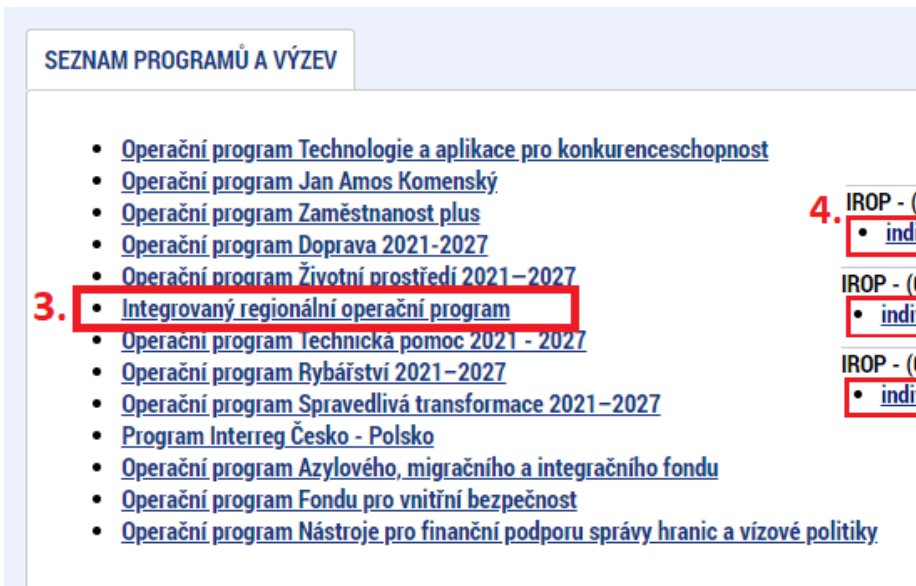 SEZNAM PROGRAMŮ A VÝZEV
Operační program Technologie a aplikace pro konkurenceschopnost
Operační program Jan Amos Komenský
Operační program Zaměstnanost plus
Operační program Doprava 2021-2027
Operační program Životní prostředí 2021–2027
3. Integrovaný regionální operační program
Operační program Technická pomoc 2021 - 2027
Operační program Rybářství 2021–2027
Operační program Spravedlivá transformace 2021–2027
Program Interreg Česko - Polsko
Operační program Azylového, migračního a integračního fondu
Operační program Fondu pro vnitřní bezpečnost
Operační program Nástroje pro finanční podporu správy hranic a vízové politiky
4. IROP - (
IROP - (
IROP - (